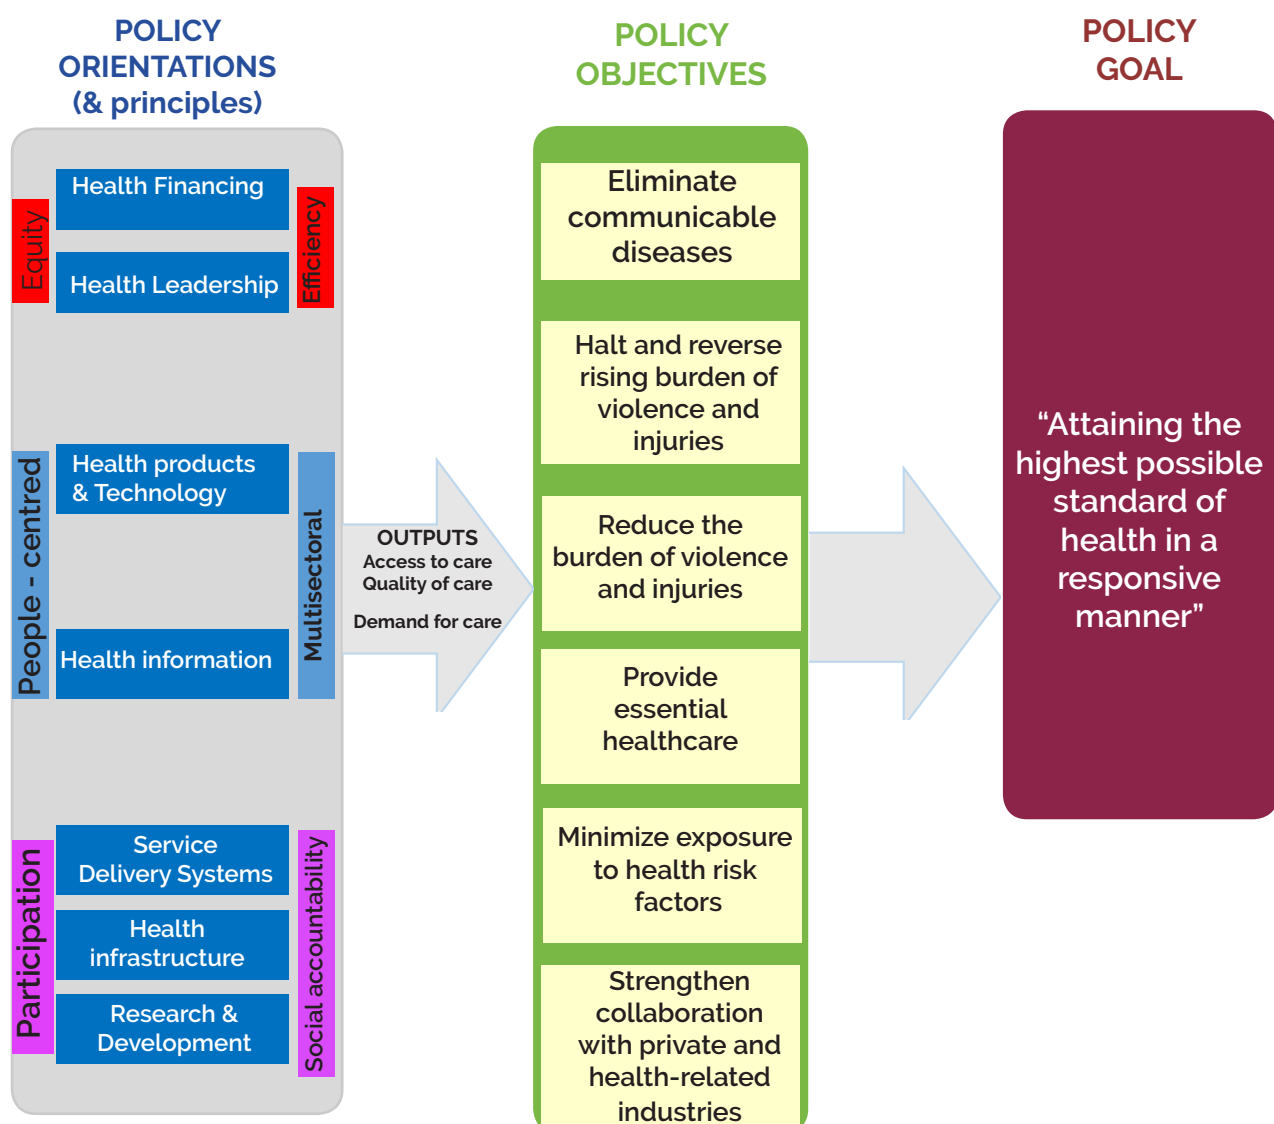 POLICY
ORIENTATIONS
(& principles)
Equity
Health Financing
Health Leadership
Efficiency
People - centred
Health products
& Technology
Health information
Multisectoral
Participation
Service
Delivery Systems
Health
infrastructure
Research &
Development
Social accountability
OUTPUTS
Access to care
Quality of care
Demand for care
POLICY
OBJECTIVES
Eliminate
communicable
diseases
Halt and reverse
rising burden of
violence and
injuries
Reduce the
burden of violence
and injuries
Provide
essential
healthcare
Minimize exposure
to health risk
factors
Strengthen
collaboration
with private and
health-related
industries
POLICY
GOAL
“Attaining the
highest possible
standard of
health in a
responsive
manner”